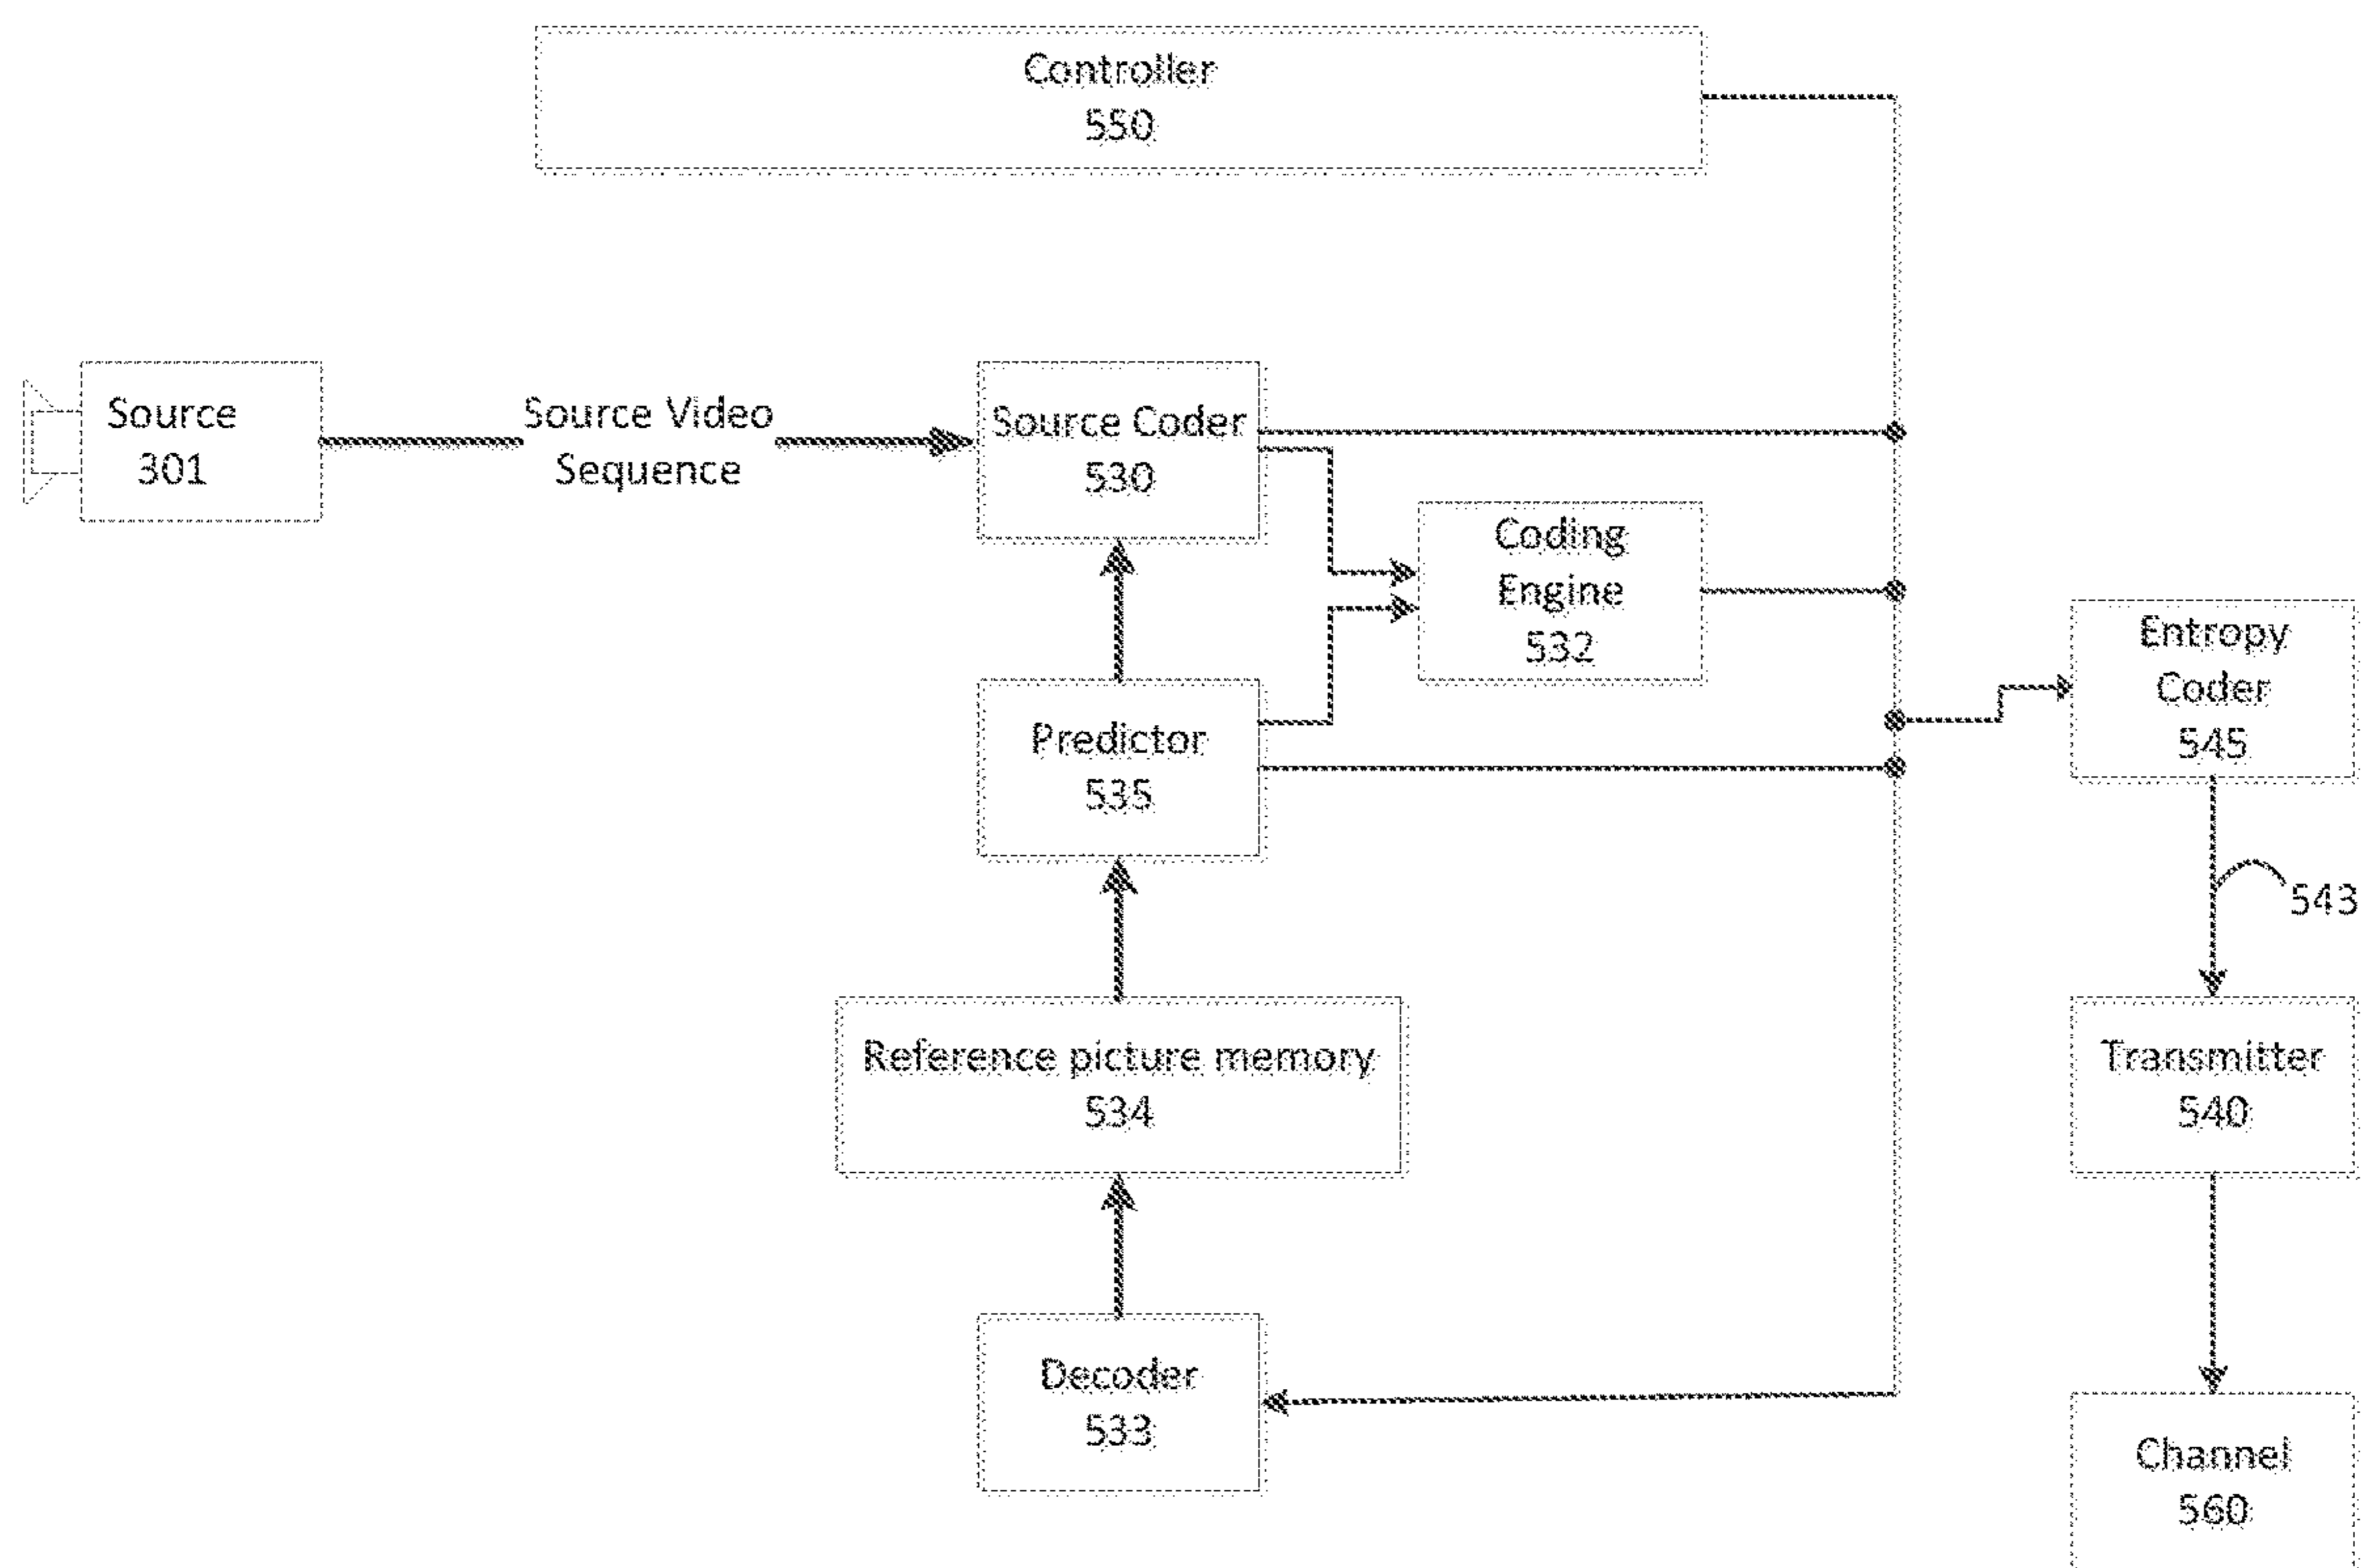 Controller
550
Source
301
Source Video
Sequence
Source Coder
530
Coding
Engine
532
Entropy
Coder
545
Predictor
535
543
Reference picture memory
534
Transmitter
540
Decoder
533
Channel
560